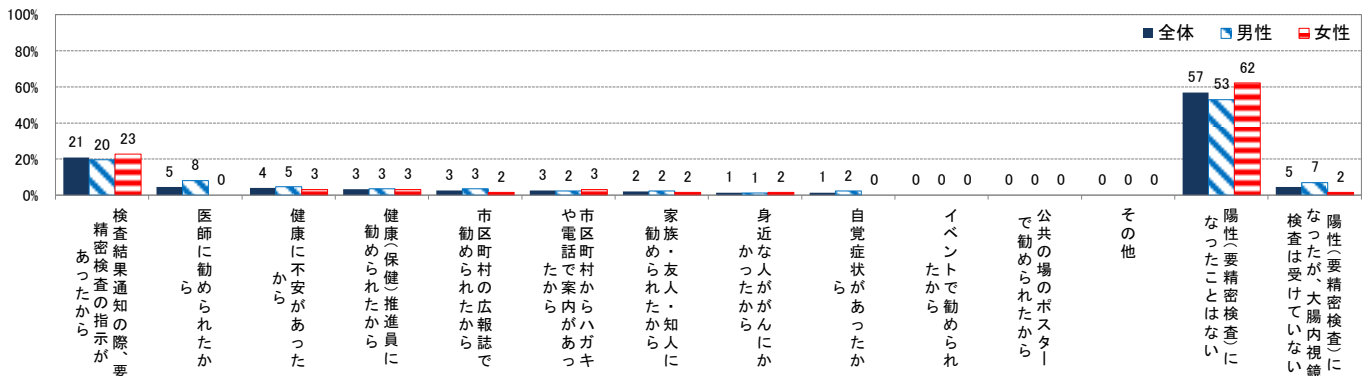 100%
80%
60%
40%
20%
0%
全体 男性 女性
21 20 23
5 8 0
4 5 3
3 3 3
3 3 2
3 2 3
2 2 2
1 1 2
1 2 0
0 0 0
0 0 0
0 0 0
57 53 62
5 7 2
検査結果通知の際、要
精密検査の指示が
あったから
医師に勧められたか
ら
健康に不安があった
から
健康(保健)推進員に
勧められたから
市区町村の広報誌で
勧められたから
市区町村からハガキ
や電話で案内があっ
たから
家族・友人・知人に
勧められたから
身近な人ががんにか
かったから
自覚症状があったか
ら
イベントで勧められ
たから
公共の場のポスター
で勧められたから
その他
陽性(要精密検査)に
なったことはない
陽性(要精密検査)に
なったが、大腸内視鏡
検査は受けていない